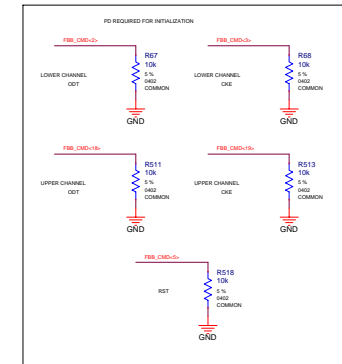 PD REQUIRED FOR INITIALIZATION
FBB_CMD<2>
R67
10k
5 %
0402
COMMON
LOWER CHANNEL
ODT
GND
FBB_CMD<3>
R68
10k
5 %
0402
COMMON
LOWER CHANNEL
CKE
GND
FBB_CMD<18>
R511
10k
5 %
0402
COMMON
UPPER CHANNEL
ODT
GND
FBB_CMD<19>
R513
10k
5 %
0402
COMMON
UPPER CHANNEL
CKE
GND
FBB_CMD<5>
R518
10k
5 %
0402
COMMON
RST
GND